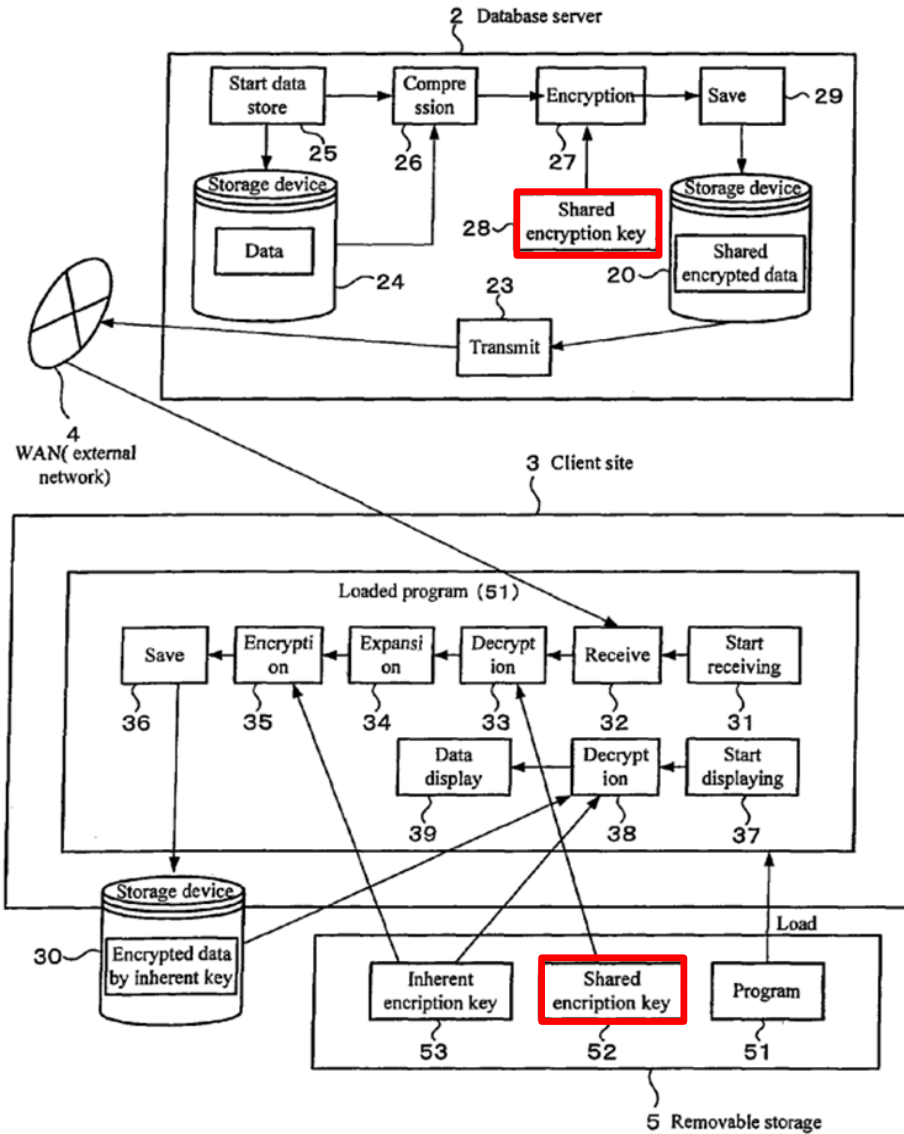 2 Database server
Start data
store
Compre
ssion
Encryption
Save
29
25
26
27
Storage device
Data
24
28
Shared
encryption key
Storage device
Shared
encrypted data
20
23
Transmit
4
WAN( external
network)
3 Client site
Loaded program (51)
Save
Encrypti
on
Expansi
on
Decrypt
ion
Receive
Start
receiving
36
35
34
33
32
31
Data
display
Decrypt
ion
Start
displaying
39
38
37
Storage device
30
Encrypted data
by inherent key
Load
Inherent
encription key
Shared
encription key
Program
53
52
51
5 Removable storage